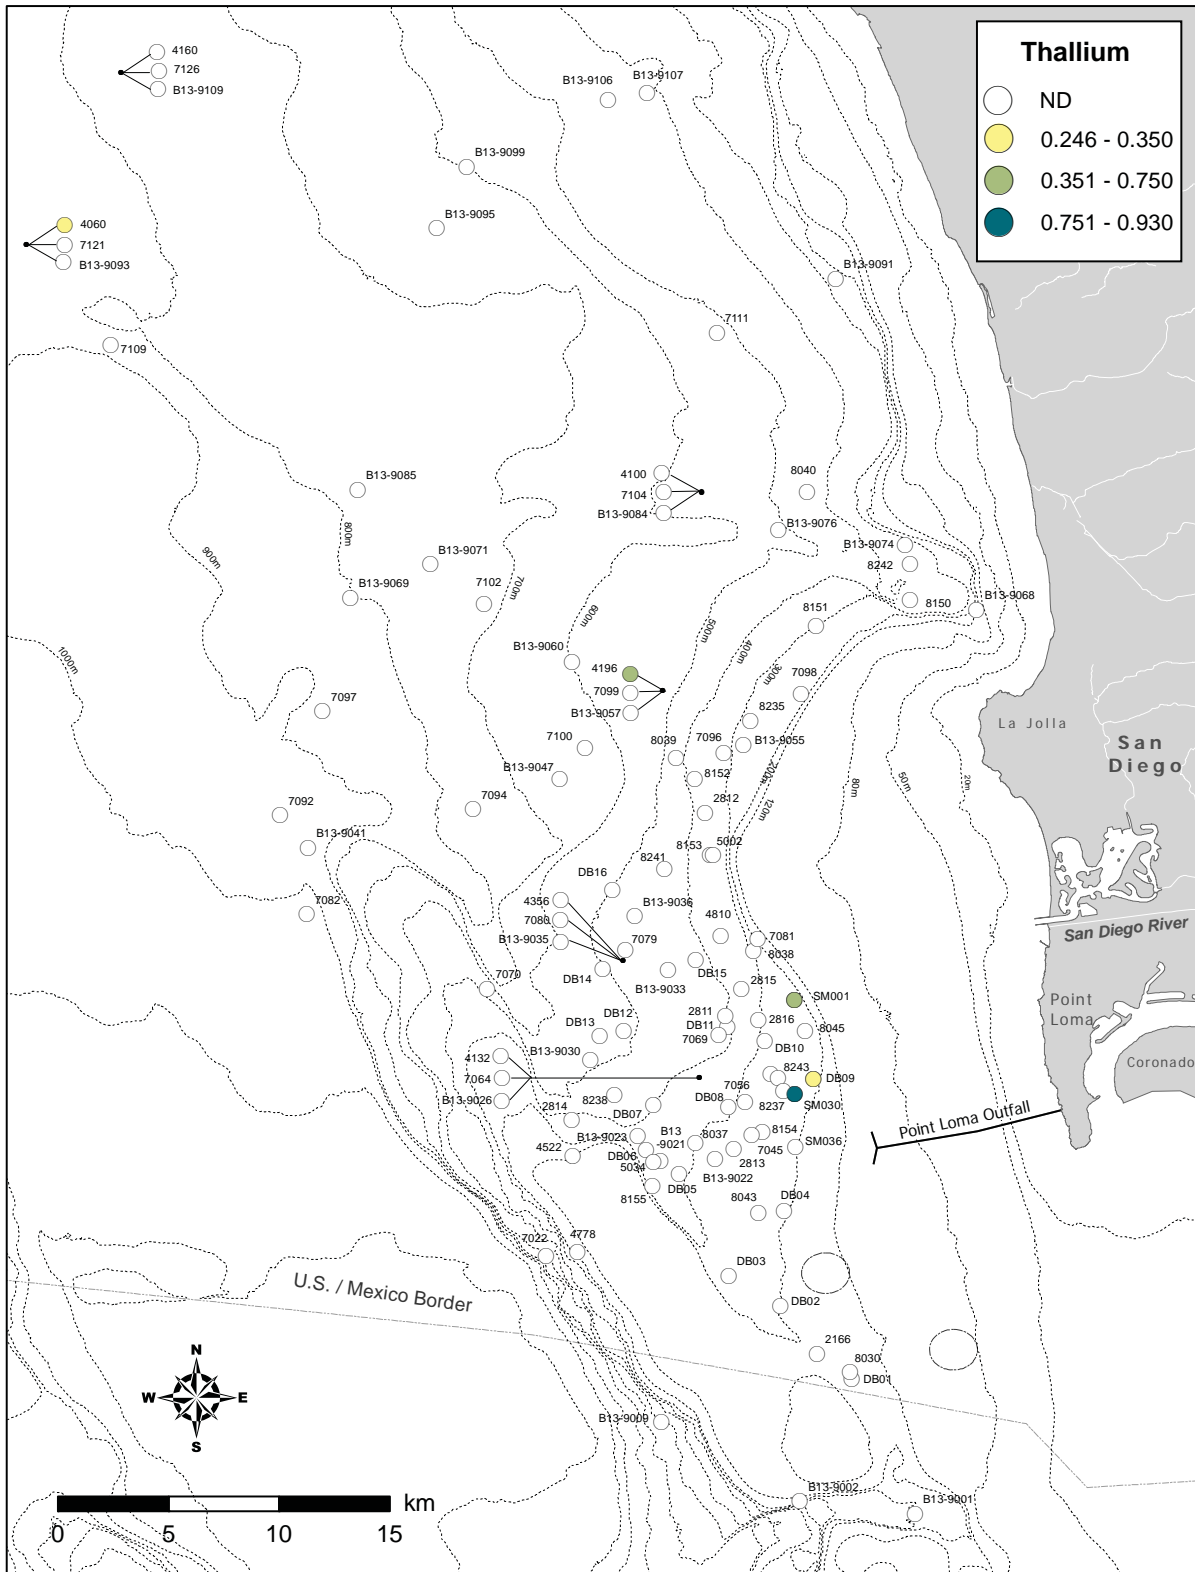 Thallium
ND
0.246 - 0.350
0.351 - 0.750
0.751 - 0.930
4160
7126
B13-9109
B13-9106
B13-9107
B13-9099
B13-9095
4060
7121
B13-9093
B13-9091
7111
7109
4100
7104
B13-9084
8040
B13-9085
B13-9076
B13-9074
8242
800m
900m
B13-9071
B13-9069
7102
700m
600m
500m
400m
300m
8150
B13-9068
8151
1000m
B13-9060
4196
7099
B13-9057
7098
8235
7097
La Jolla
San
Diego
7100
8039
7096
B13-9055
B13-9047
8152
200m
120m
80m
50m
20m
7092
7094
2812
B13-9041
8153
5002
8241
DB16
7082
4356
7080
B13-9035
B13-9036
4810
7079
7081
8038
San Diego River
DB14
B13-9033
DB15
7070
2815
SM001
Point
Loma
2811
DB11
7069
2816
8045
DB13
DB12
DB10
Coronado
4132
7064
B13-9026
B13-9030
8243
DB09
7056
DB08
8237
SM030
8238
DB07
2814
Point Loma Outfall
B13-9023
B13
-9021
8037
8154
7045
SM036
4522
DB06
5034
2813
B13-9022
8155
DB05
8043
DB04
7022
4778
DB03
U.S. / Mexico Border
DB02
2166
8030
DB01
N
W
E
S
B13-9009
B13-9002
B13-9001
km
0
5
10
15